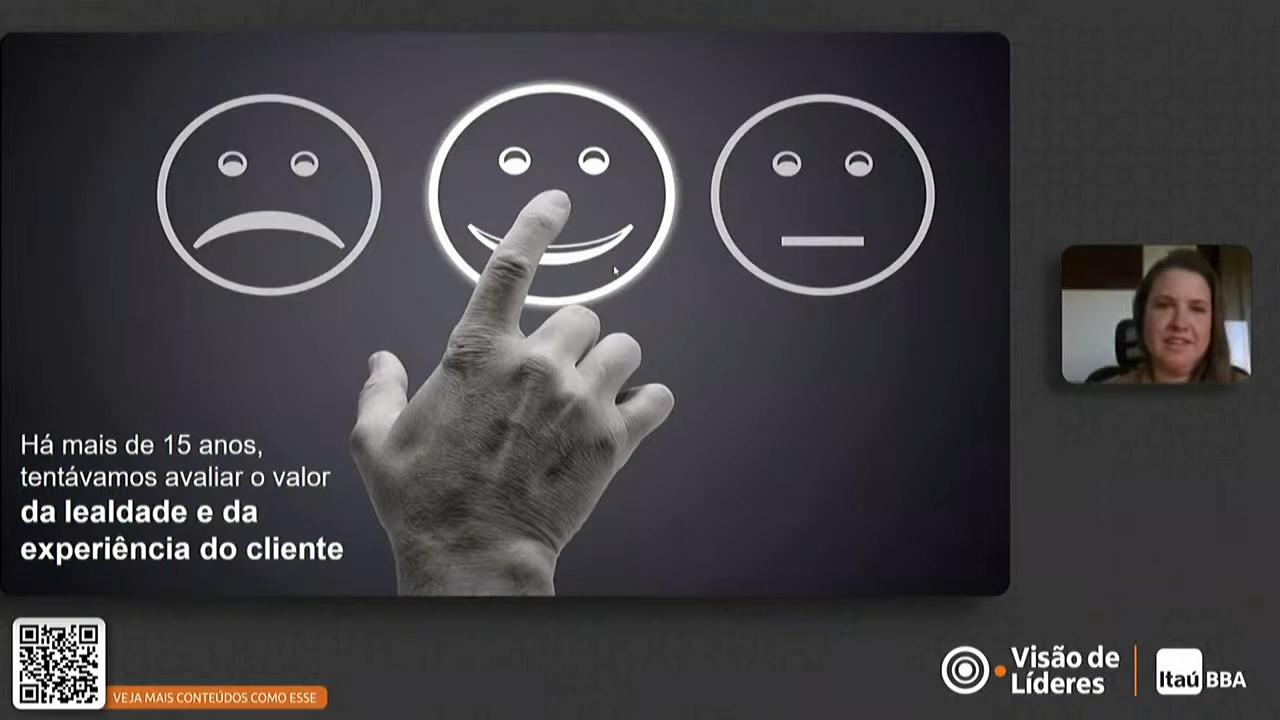 Há mais de 15 anos,
tentávamos avaliar o valor
da lealdade e da
experiência do cliente
VEJA MAIS CONTEÚDOS COMO ESSE
Visão de
Líderes
Itaú BBA